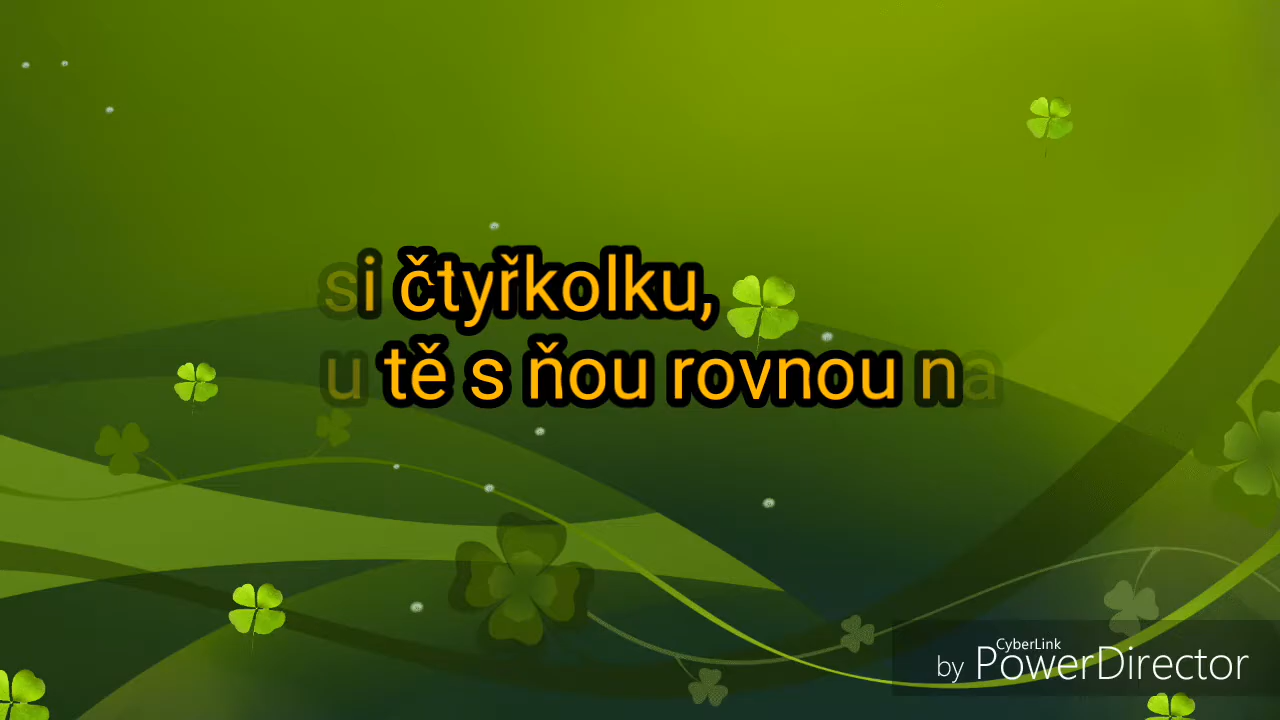 si čtyřkolku,
u tě s ňou rovnou na
CyberLink
by PowerDirector